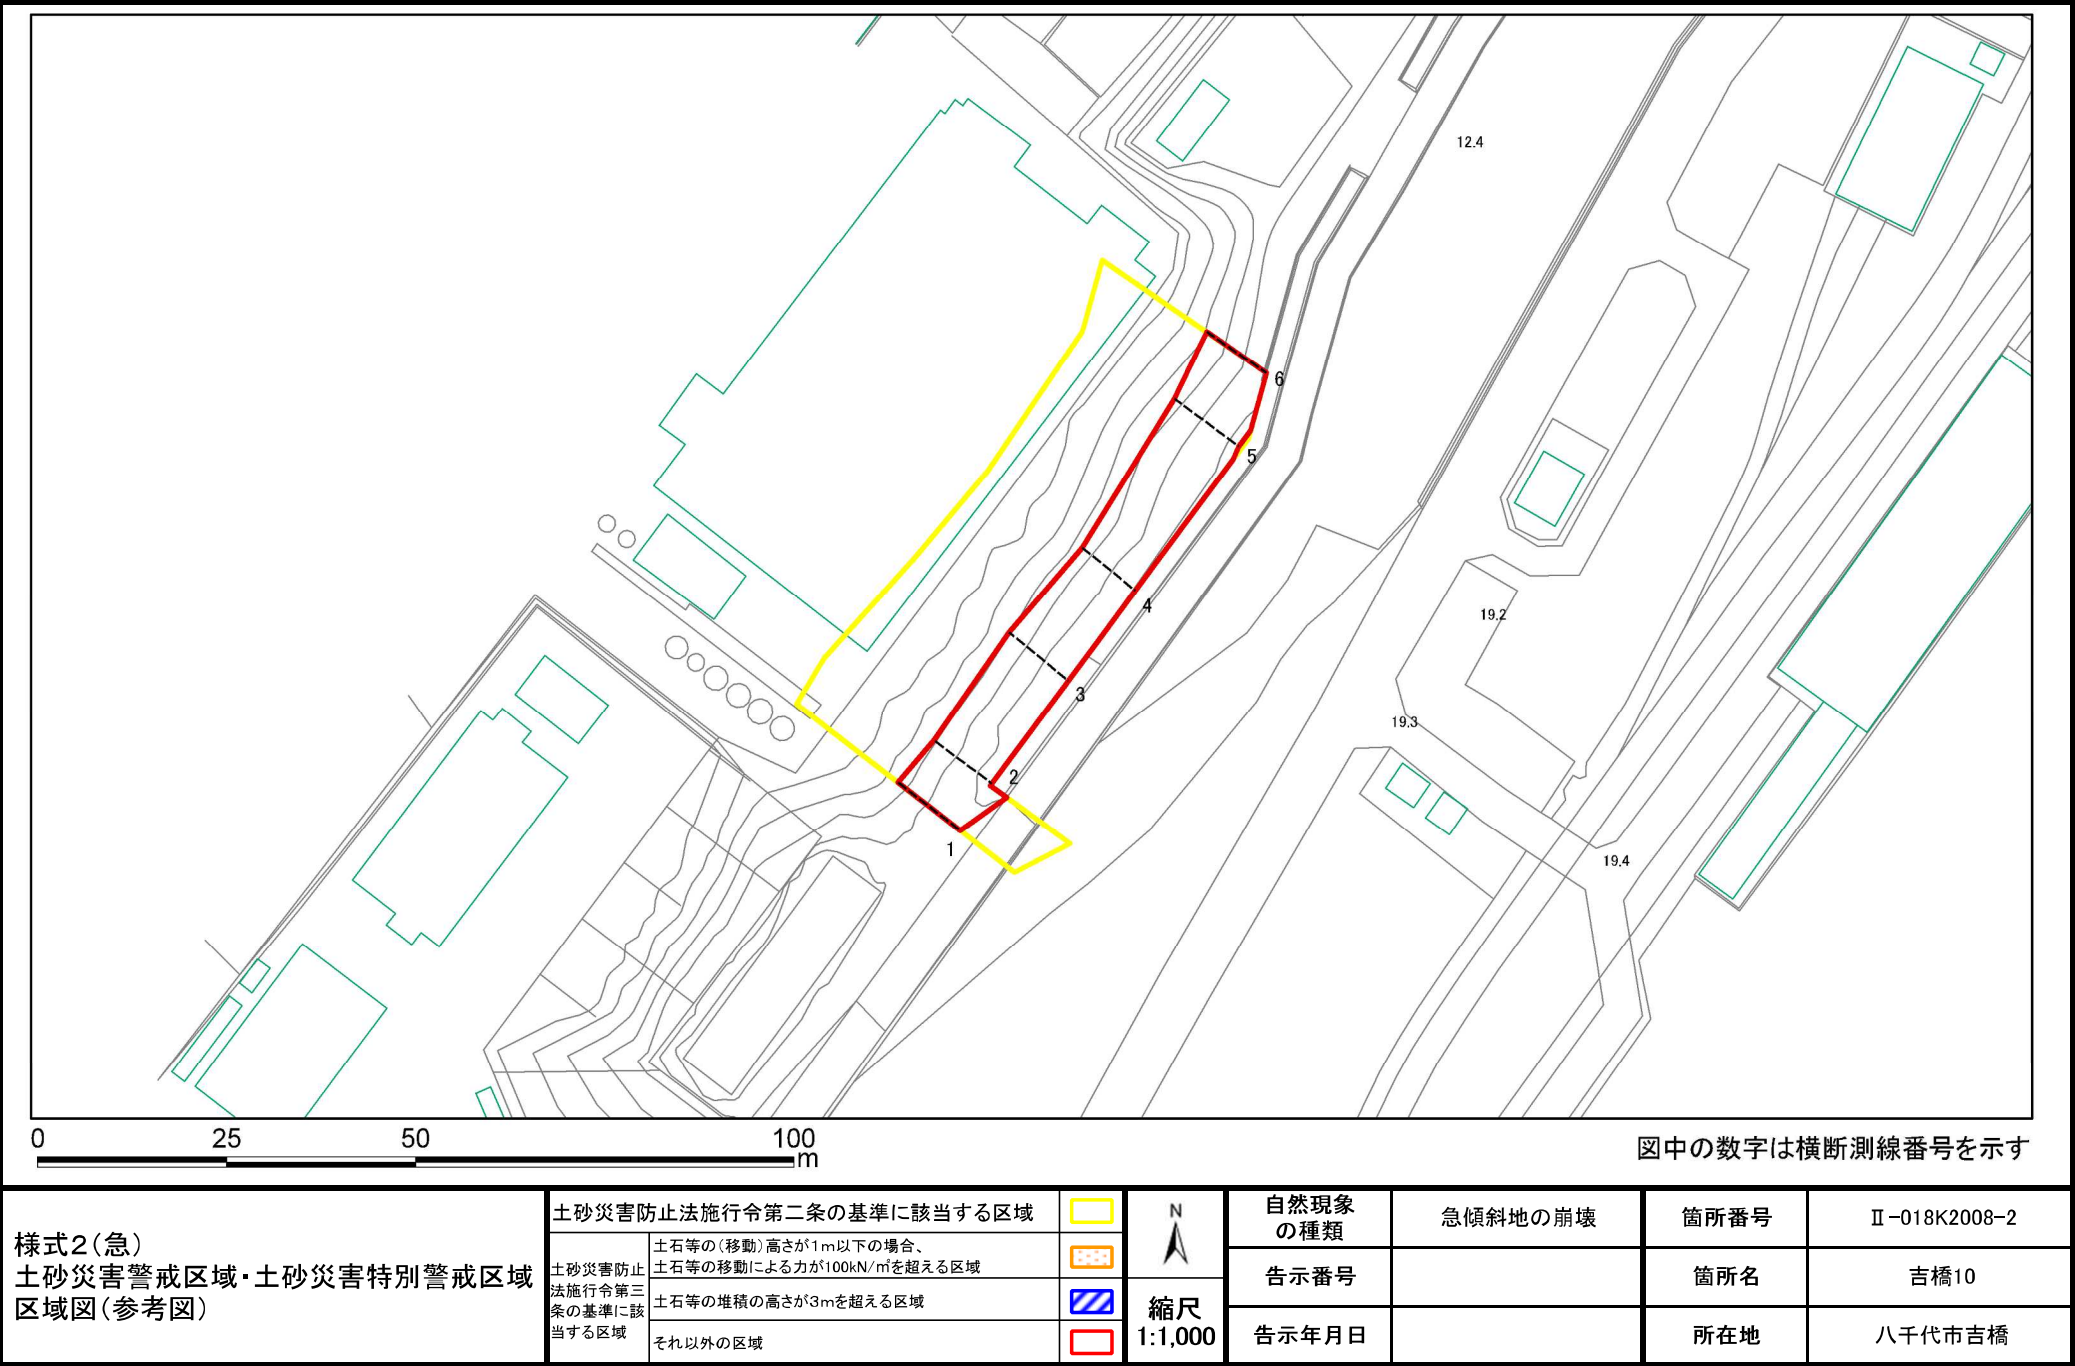 12.4
6
5
4
19.2
3
19.3
2
1
19.4
0 25 50 100
m
図中の数字は横断測線番号を示す
様式2(急)
土砂災害警戒区域・土砂災害特別警戒区域
区域図(参考図)
土砂災害防止法施行令第二条の基準に該当する区域
土砂災害防止
法施行令第三
条の基準に該
当する区域
土石等の(移動)高さが1m以下の場合、
土石等の移動による力が100kN/㎡を超える区域
土石等の堆積の高さが3mを超える区域
それ以外の区域
N
縮尺
1:1,000
自然現象
の種類
急傾斜地の崩壊
箇所番号
Ⅱ-018K2008-2
告示番号
箇所名
吉橋10
告示年月日
所在地
八千代市吉橋